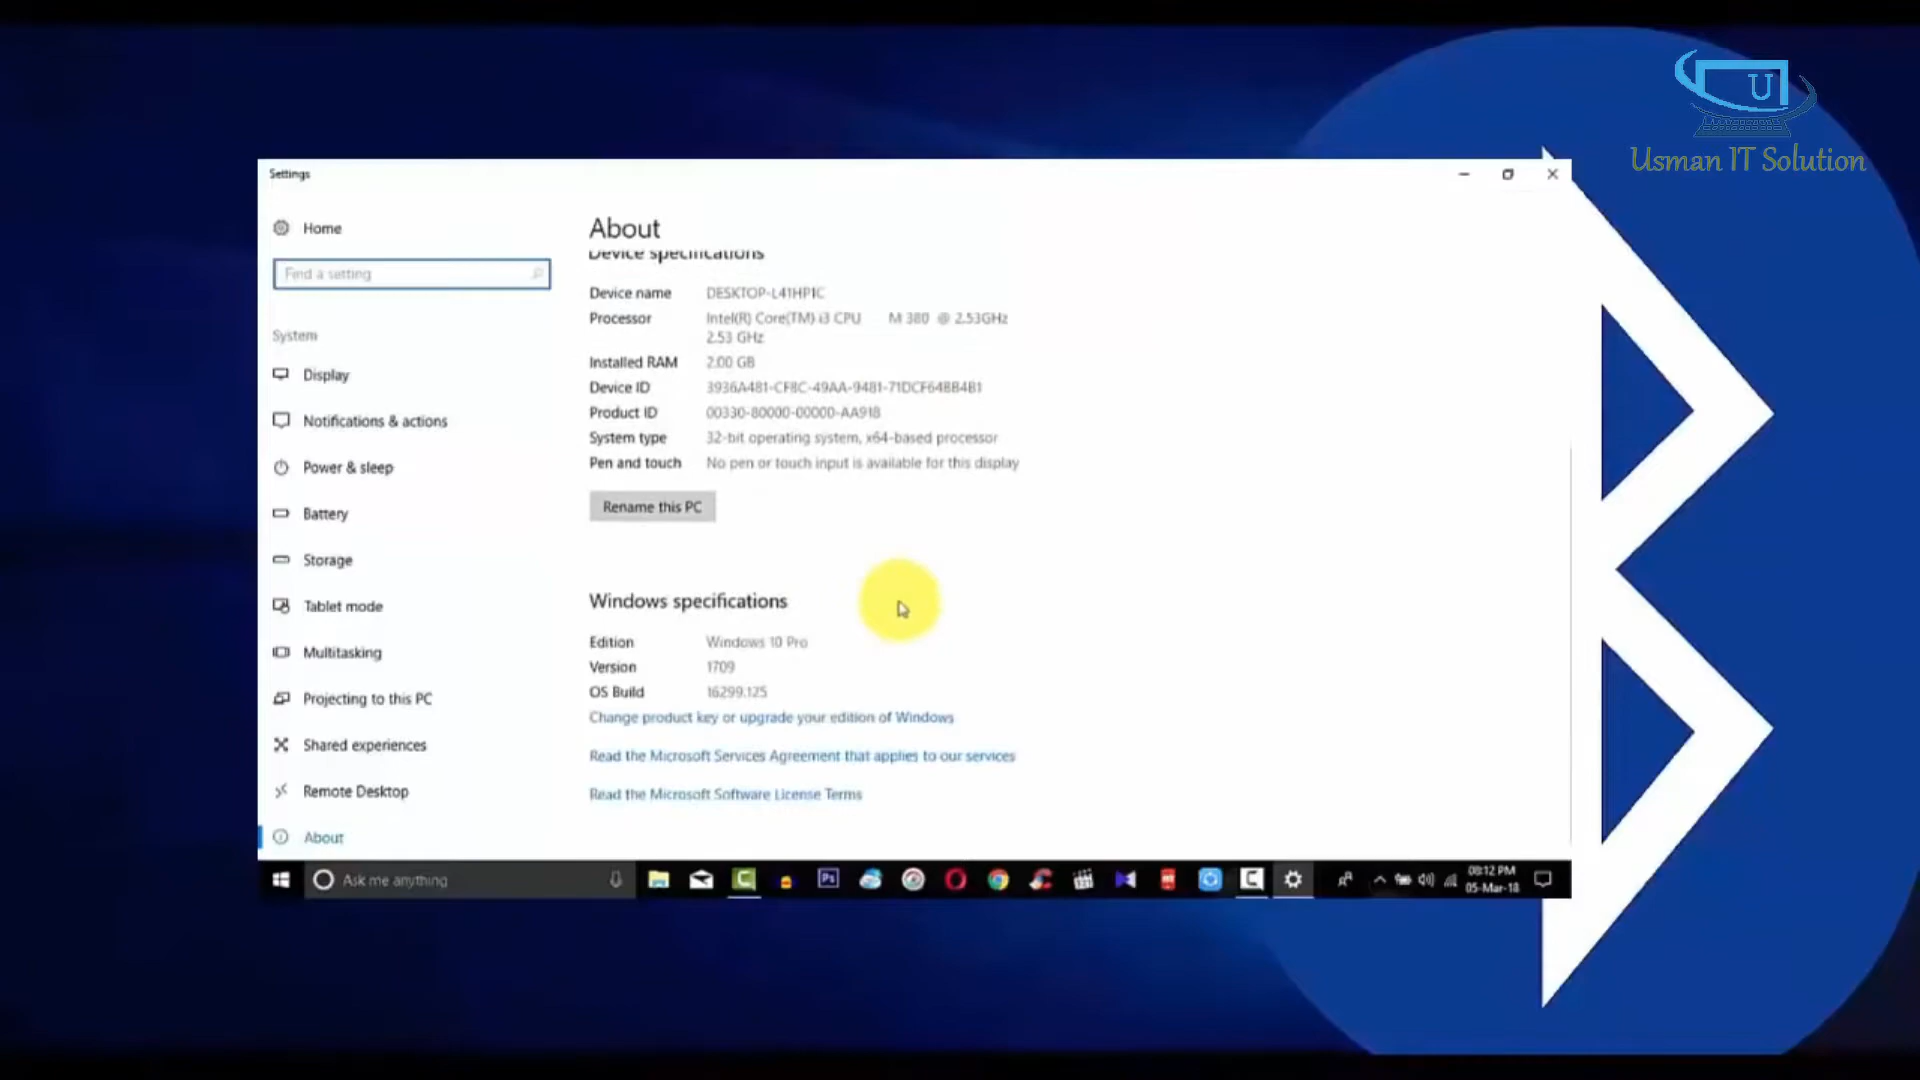 U
Usman IT Solution
Settings
Home
Find a setting
System
Display
Notifications & actions
Power & sleep
Battery
Storage
Tablet mode
Multitasking
Projecting to this PC
Shared experiences
Remote Desktop
About
About
Device specifications
Device name DESKTOP-L41HP1C
Processor Intel(R) Core(TM) i3 CPU M 380 @ 2.53GHz
2.53 GHz
Installed RAM 2.00 GB
Device ID 3936A481-CF8C-49AA-9481-71DCF64BB4B1
Product ID 00330-80000-00000-AA918
System type 32-bit operating system, x64-based processor
Pen and touch No pen or touch input is available for this display
Rename this PC
Windows specifications
Edition Windows 10 Pro
Version 1709
OS Build 16299.125
Change product key or upgrade your edition of Windows
Read the Microsoft Services Agreement that applies to our services
Read the Microsoft Software License Terms
Ask me anything
Ps
08:12 PM
05-Mar-18